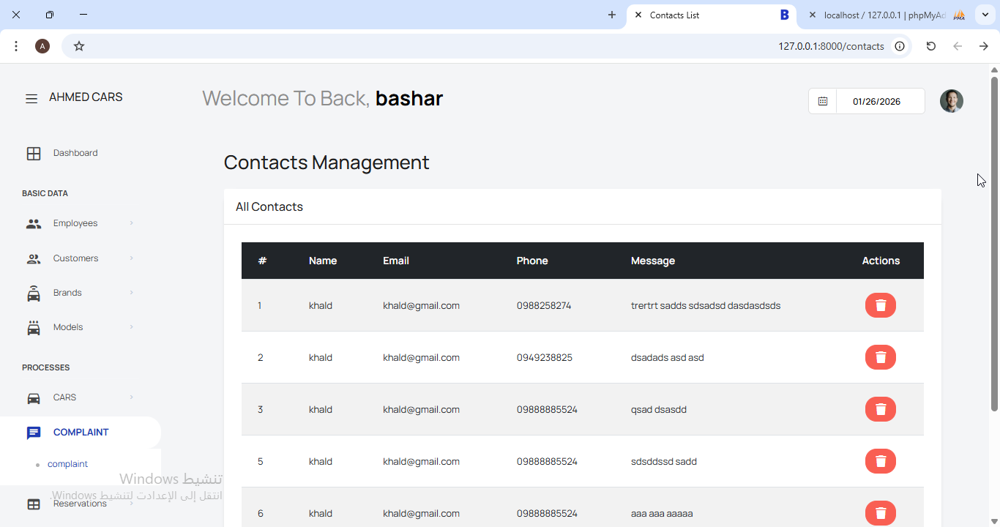 Contacts List
B
localhost / 127.0.0.1 | phpMyAd
PMA
A
127.0.0.1:8000/contacts
AHMED CARS
Welcome To Back, bashar
01/26/2026
Dashboard
BASIC DATA
Employees
Customers
Brands
Models
PROCESSES
CARS
COMPLAINT
complaint
Reservations
Contacts Management
All Contacts
# Name Email Phone Message Actions
1 khald khald@gmail.com 0988258274 trertrt sadds sdsadsd dasdasdsds
2 khald khald@gmail.com 0949238825 dsadads asd asd
3 khald khald@gmail.com 09888885524 qsad dsasdd
5 khald khald@gmail.com 09888885524 sdsddssd sadd
6 khald khald@gmail.com 09888885524 aaa aaa aaaaa
تنشيط Windows
انتقل إلى الإعدادت لتنشيط Windows.